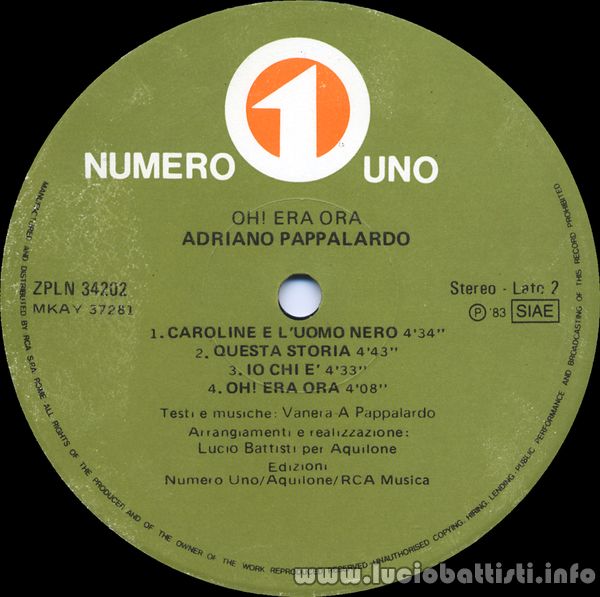 1
NUMERO UNO
OH! ERA ORA
ADRIANO PAPPALARDO
ZPLN 34202
MKAY 37281
Stereo - Lato 2
Ⓟ '83 SIAE
1. CAROLINE E L'UOMO NERO 4'34"
2. QUESTA STORIA 4'43"
3. IO CHI E' 4'33"
4. OH! ERA ORA 4'08"
Testi e musiche: Vanera-A Pappalardo
Arrangiamenti e realizzazione:
Lucio Battisti per Aquilone
Edizioni
Numero Uno/Aquilone/RCA Musica
MANUFACTURED AND DISTRIBUTED BY RCA S.P.A. ROME ALL RIGHTS OF THE PRODUCER AND OF THE OWNER OF THE WORK REPRODUCED RESERVED UNAUTHORISED COPYING. HIRING. LENDING. PUBLIC PERFORMANCE AND BROADCASTING OF THIS RECORD PROHIBITED
www.luciobattisti.info